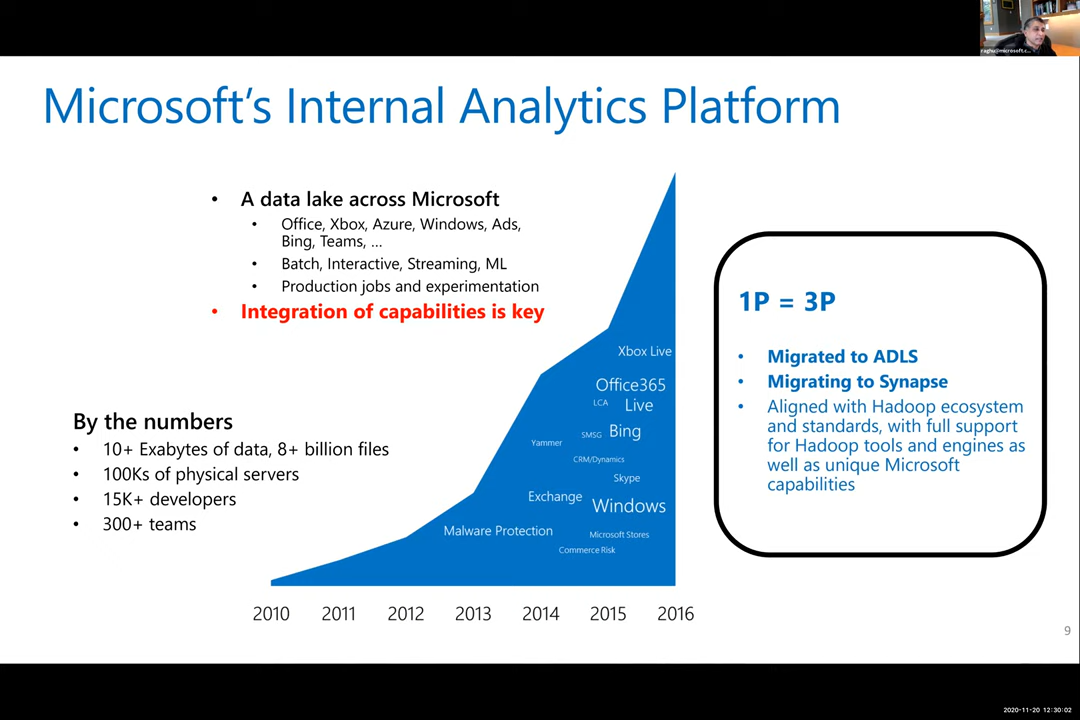 raghu@microsoft.c...
Microsoft's Internal Analytics Platform
• A data lake across Microsoft
• Office, Xbox, Azure, Windows, Ads,
Bing, Teams, ...
• Batch, Interactive, Streaming, ML
• Production jobs and experimentation
• Integration of capabilities is key
By the numbers
• 10+ Exabytes of data, 8+ billion files
• 100Ks of physical servers
• 15K+ developers
• 300+ teams
Xbox Live
Office365
LCA
Live
SMSG
Bing
Yammer
CRM/Dynamics
Skype
Exchange
Windows
Malware Protection
Microsoft Stores
Commerce Risk
2010 2011 2012 2013 2014 2015 2016
1P = 3P
• Migrated to ADLS
• Migrating to Synapse
• Aligned with Hadoop ecosystem
and standards, with full support
for Hadoop tools and engines as
well as unique Microsoft
capabilities
9
2020-11-20 12:30:02